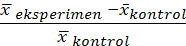 x̅ eksperimen −x̅kontrol
x̅ kontrol